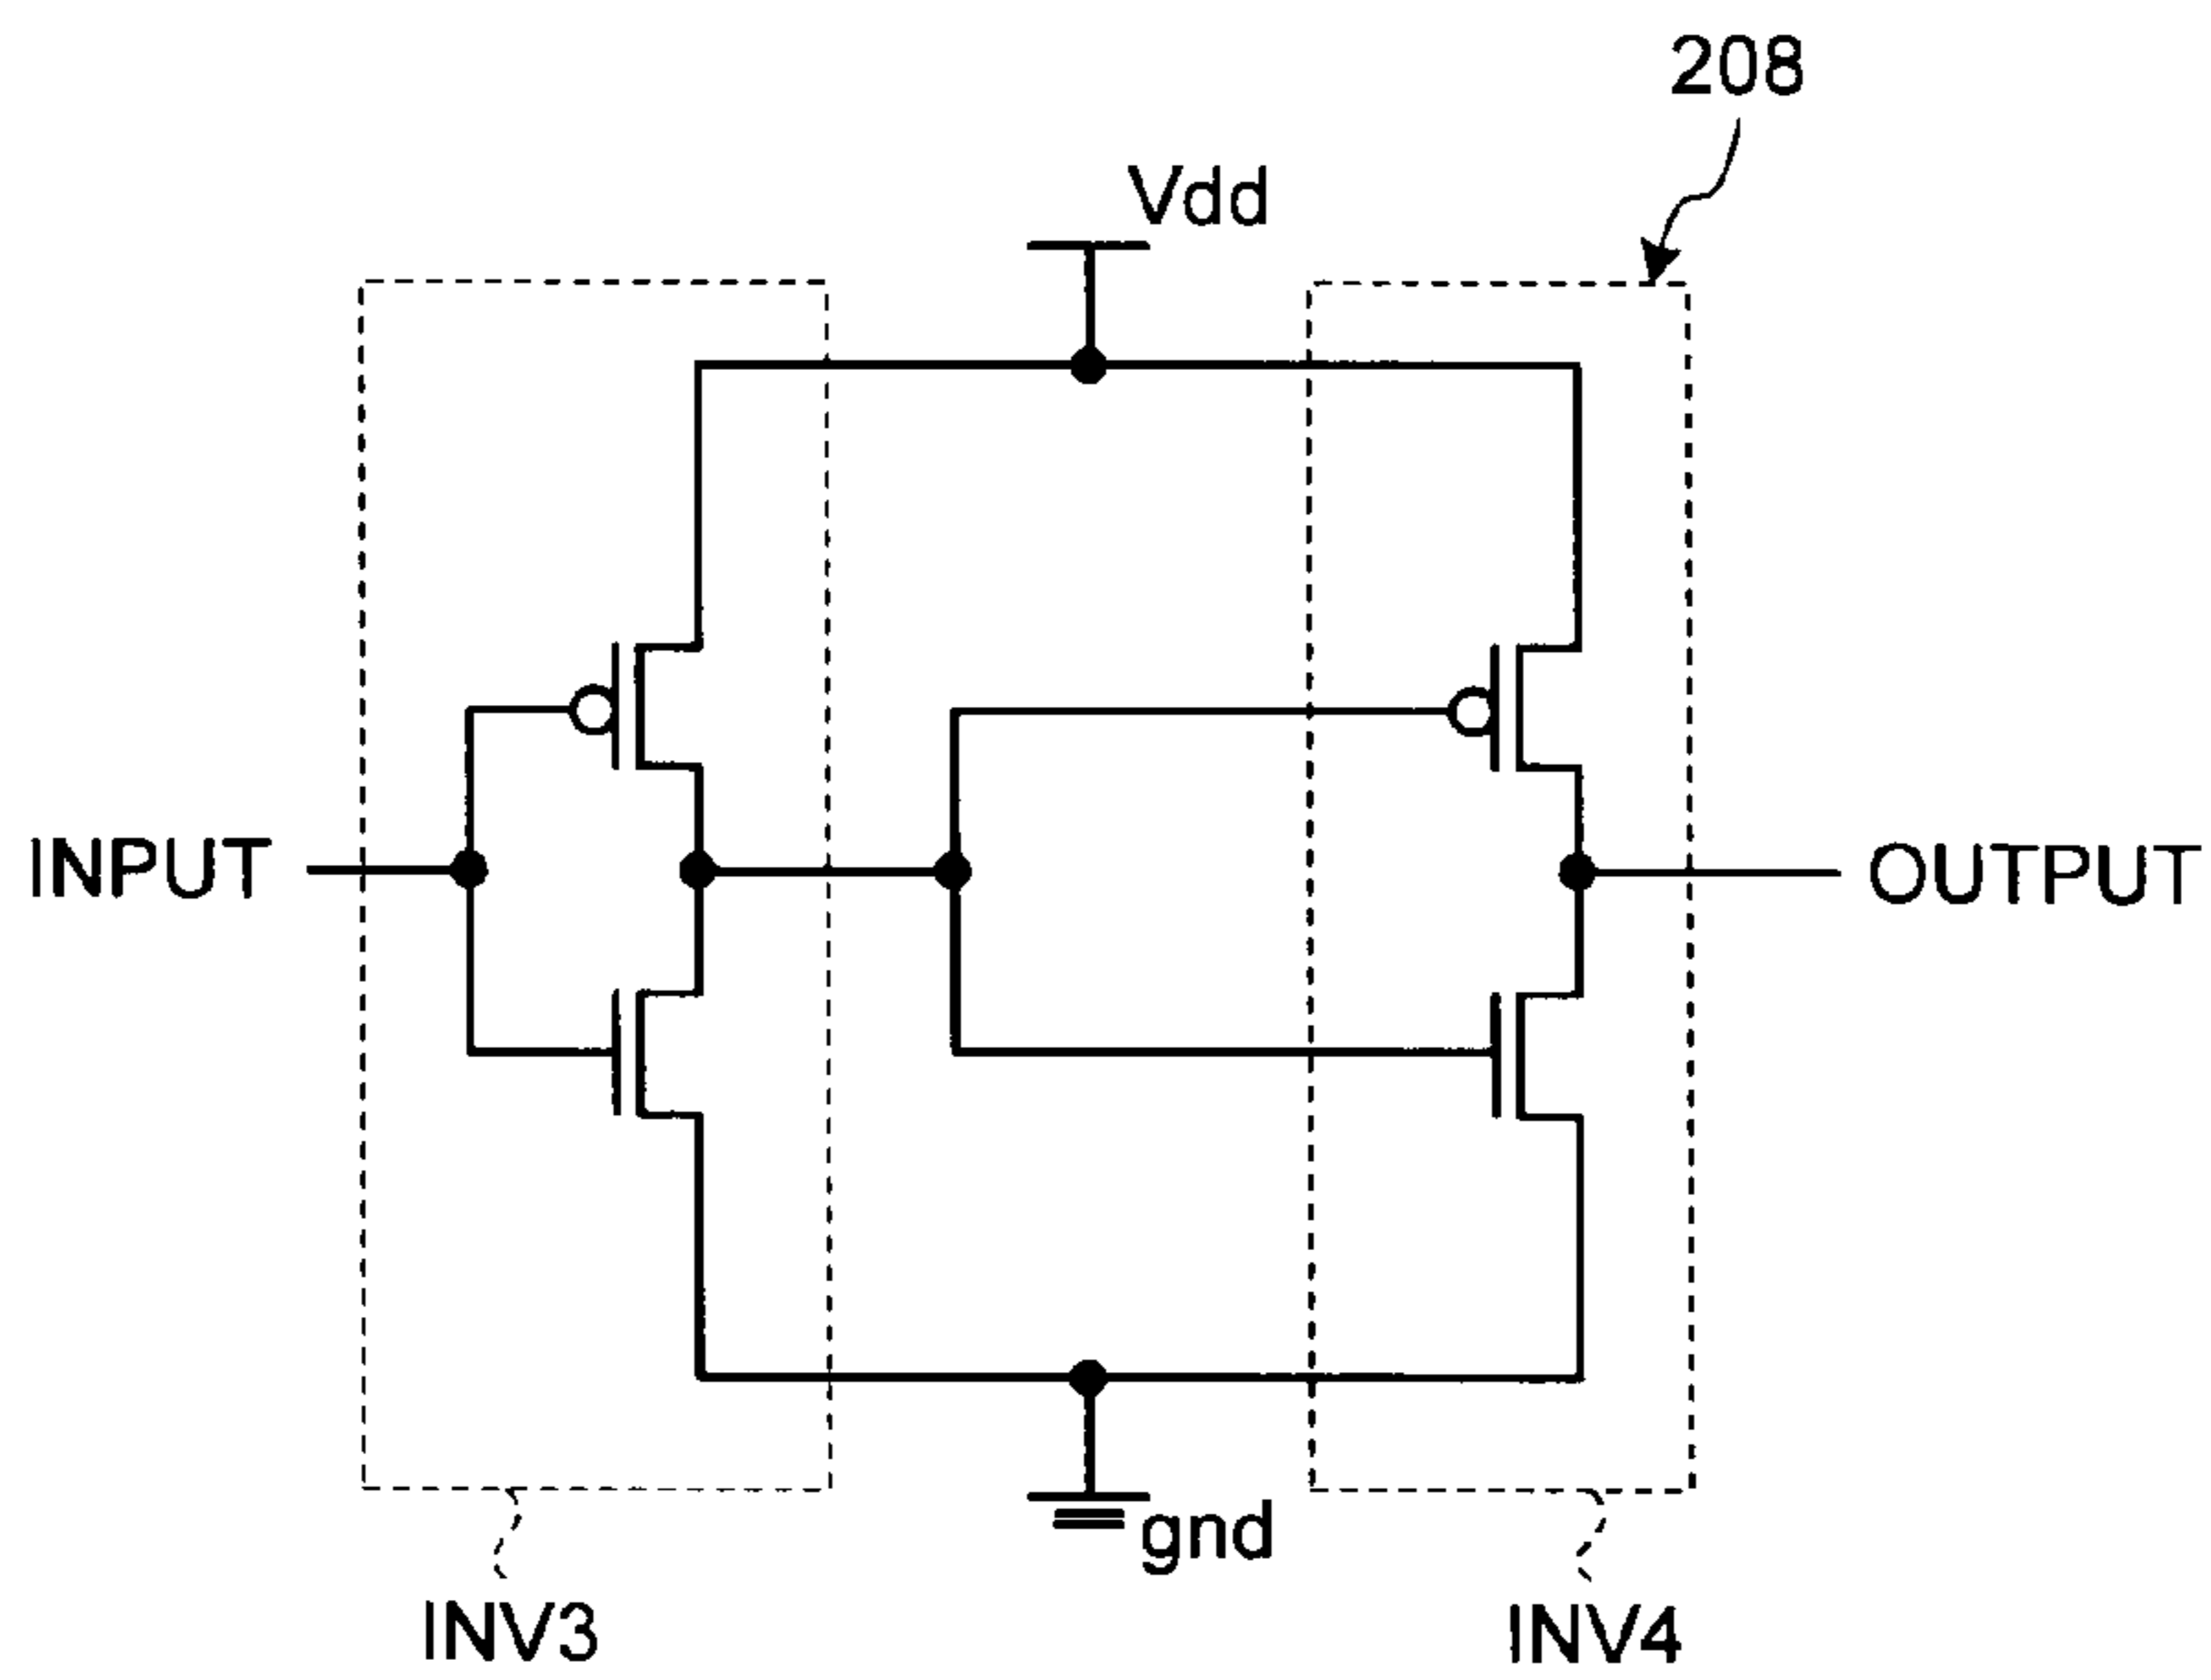 208
Vdd
INPUT
OUTPUT
gnd
INV3
INV4